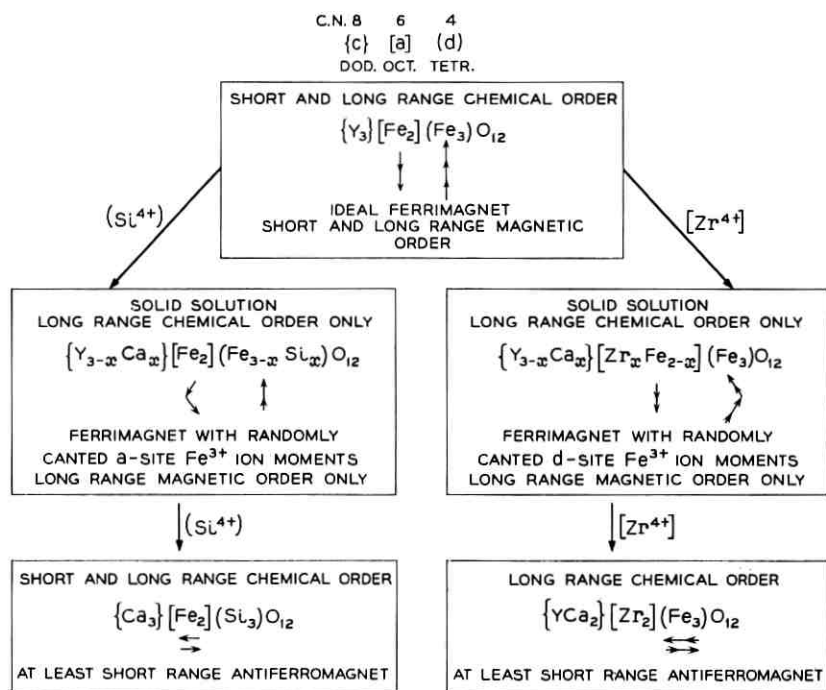 C.N. 8 6 4
{c} [a] (d)
DOD. OCT. TETR.
SHORT AND LONG RANGE CHEMICAL ORDER
{Y₃}[Fe₂](Fe₃)O₁₂
IDEAL FERRIMAGNET
SHORT AND LONG RANGE MAGNETIC
ORDER
(Si⁴⁺)
[Zr⁴⁺]
SOLID SOLUTION
LONG RANGE CHEMICAL ORDER ONLY
{Y₃₋ₓCaₓ}[Fe₂](Fe₃₋ₓSiₓ)O₁₂
FERRIMAGNET WITH RANDOMLY
CANTED a-SITE Fe³⁺ ION MOMENTS
LONG RANGE MAGNETIC ORDER ONLY
SOLID SOLUTION
LONG RANGE CHEMICAL ORDER ONLY
{Y₃₋ₓCaₓ}[ZrₓFe₂₋ₓ](Fe₃)O₁₂
FERRIMAGNET WITH RANDOMLY
CANTED d-SITE Fe³⁺ ION MOMENTS
LONG RANGE MAGNETIC ORDER ONLY
(Si⁴⁺)
[Zr⁴⁺]
SHORT AND LONG RANGE CHEMICAL ORDER
{Ca₃}[Fe₂](Si₃)O₁₂
AT LEAST SHORT RANGE ANTIFERROMAGNET
LONG RANGE CHEMICAL ORDER
{YCa₂}[Zr₂](Fe₃)O₁₂
AT LEAST SHORT RANGE ANTIFERROMAGNET